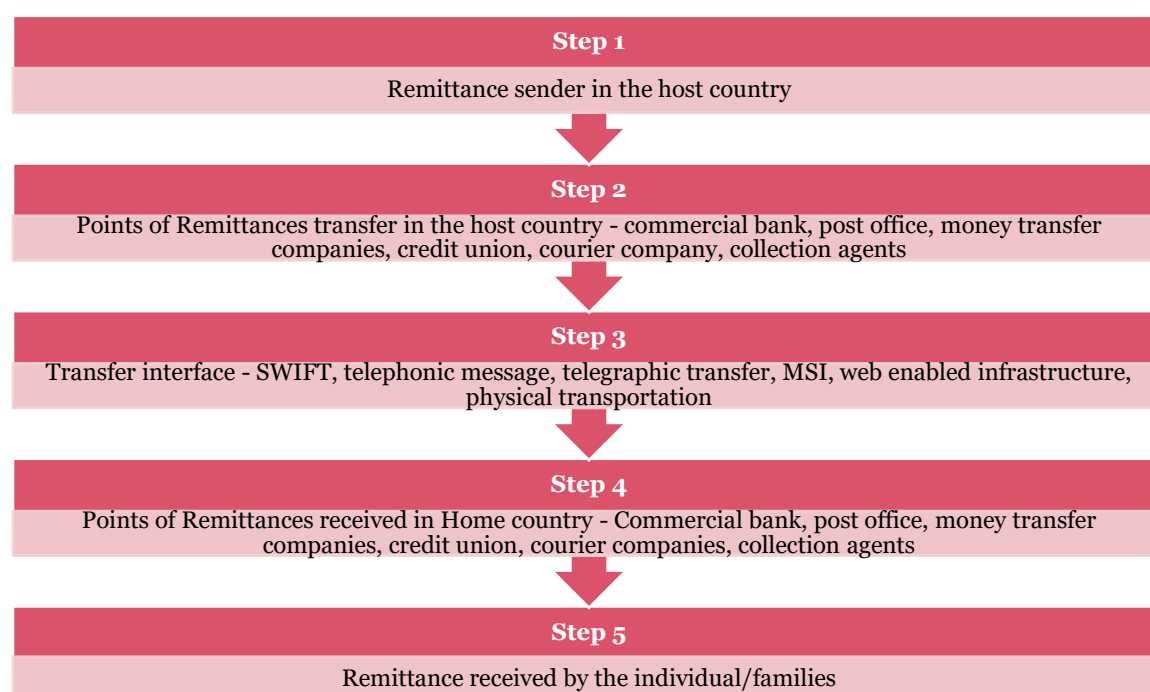 Step 1
Remittance sender in the host country
Step 2
Points of Remittances transfer in the host country - commercial bank, post office, money transfer
companies, credit union, courier company, collection agents
Step 3
Transfer interface - SWIFT, telephonic message, telegraphic transfer, MSI, web enabled infrastructure,
physical transportation
Step 4
Points of Remittances received in Home country - Commercial bank, post office, money transfer
companies, credit union, courier companies, collection agents
Step 5
Remittance received by the individual/families